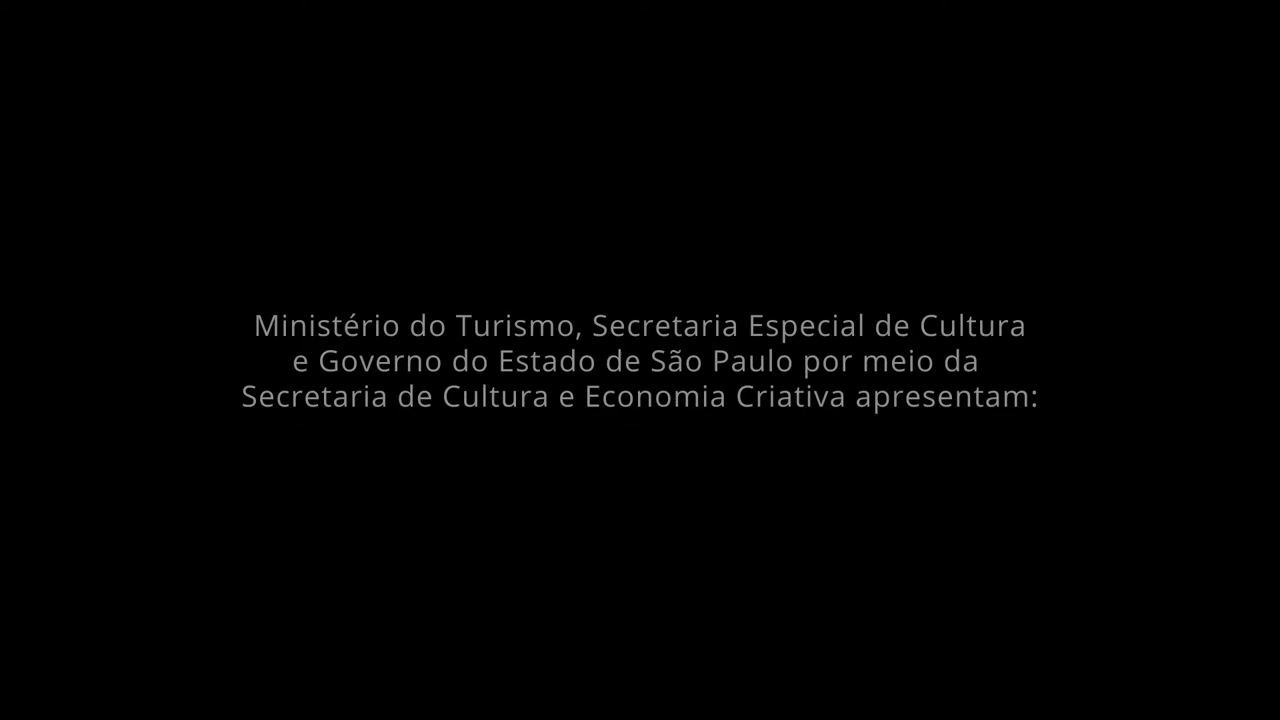 Ministério do Turismo, Secretaria Especial de Cultura
e Governo do Estado de São Paulo por meio da
Secretaria de Cultura e Economia Criativa apresentam: